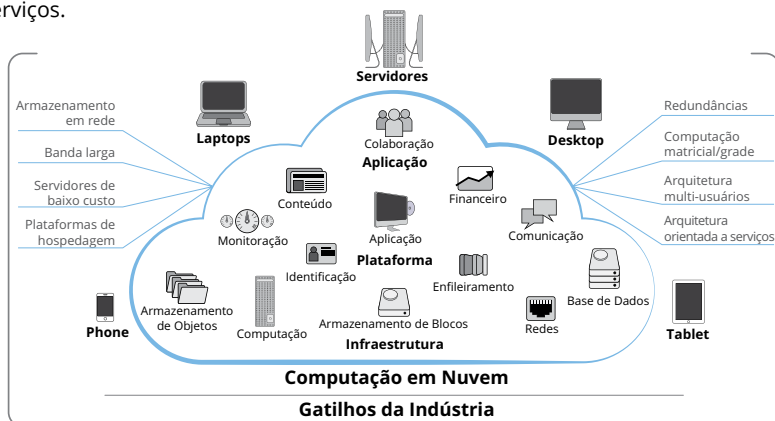 erviços.
Servidores
Armazenamento
em rede
Banda larga
Servidores de
baixo custo
Plataformas de
hospedagem
Laptops
Desktop
Redundâncias
Computação
matricial/grade
Arquitetura
multi-usuários
Arquitetura
orientada a serviços
Colaboração
Aplicação
Conteúdo
Financeiro
Monitoração
Aplicação
Plataforma
Comunicação
Identificação
Enfileiramento
Armazenamento
de Objetos
Computação
Armazenamento de Blocos
Infraestrutura
Redes
Base de Dados
Phone
Tablet
Computação em Nuvem
Gatilhos da Indústria